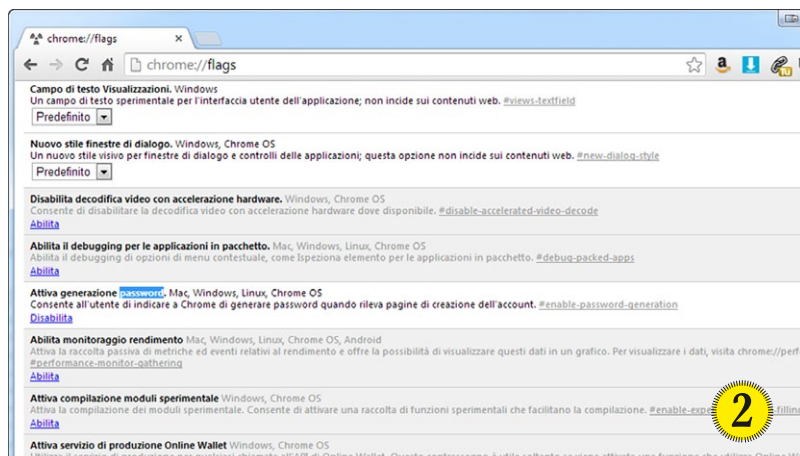 chrome://flags
chrome://flags
Campo di testo Visualizzazioni. Windows
Un campo di testo sperimentale per l'interfaccia utente dell'applicazione; non incide sui contenuti web. #views-textfield
Predefinito
Nuovo stile finestre di dialogo. Windows, Chrome OS
Un nuovo stile visivo per finestre di dialogo e controlli delle applicazioni; questa opzione non incide sui contenuti web. #new-dialog-style
Predefinito
Disabilita decodifica video con accelerazione hardware. Windows, Chrome OS
Consente di disabilitare la decodifica video con accelerazione hardware dove disponibile. #disable-accelerated-video-decode
Abilita
Abilita il debugging per le applicazioni in pacchetto. Mac, Windows, Linux, Chrome OS
Abilita il debugging di opzioni di menu contestuale, come Ispeziona elemento per le applicazioni in pacchetto. #debug-packed-apps
Abilita
Attiva generazione password. Mac, Windows, Linux, Chrome OS
Consente all'utente di indicare a Chrome di generare password quando rileva pagine di creazione dell'account. #enable-password-generation
Disabilita
Abilita monitoraggio rendimento Mac, Windows, Linux, Chrome OS, Android
Attiva la raccolta passiva di metriche ed eventi relativi al rendimento e offre la possibilità di visualizzare questi dati in un grafico. Per visualizzare i dati, visita chrome://perf
#performance-monitor-gathering
Abilita
Attiva compilazione moduli sperimentale Windows, Chrome OS
Attiva la compilazione dei moduli sperimentale. Consente di attivare una raccolta di funzioni sperimentali che facilitano la compilazione. #enable-expe -filling
Abilita
2
Attiva servizio di produzione Online Wallet Windows, Chrome OS